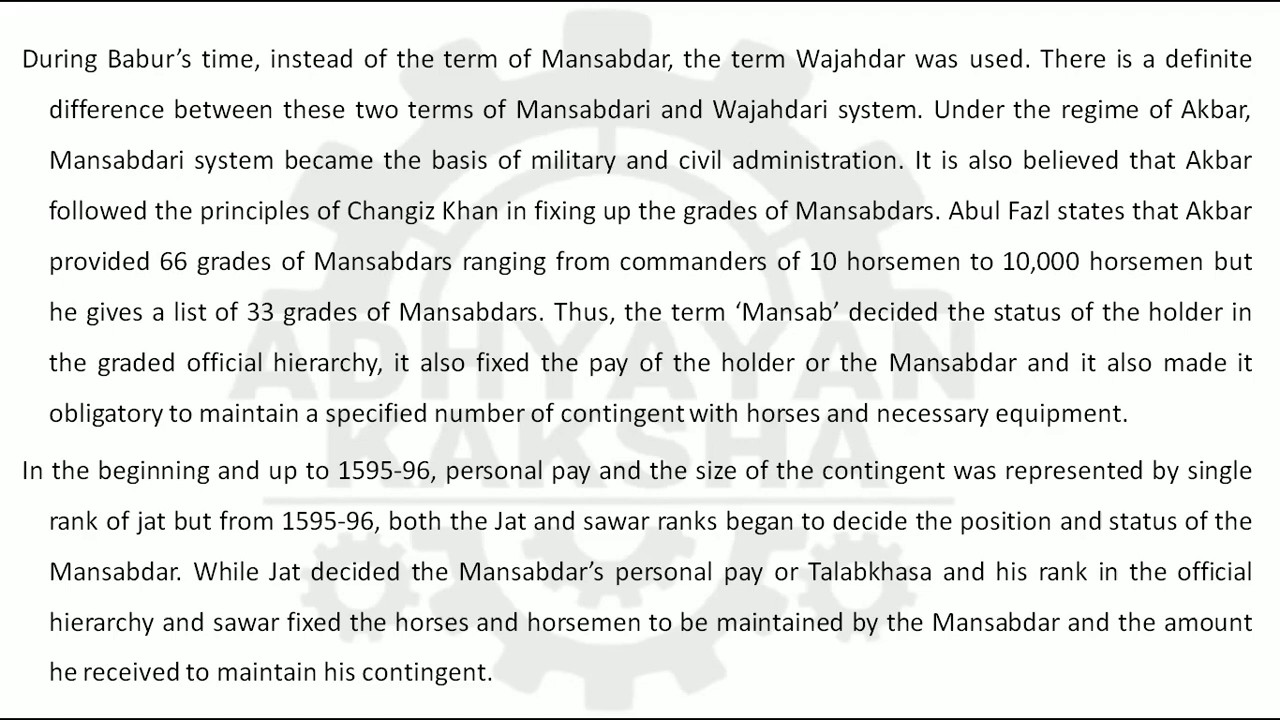 During Babur’s time, instead of the term of Mansabdar, the term Wajahdar was used. There is a definite
difference between these two terms of Mansabdari and Wajahdari system. Under the regime of Akbar,
Mansabdari system became the basis of military and civil administration. It is also believed that Akbar
followed the principles of Changiz Khan in fixing up the grades of Mansabdars. Abul Fazl states that Akbar
provided 66 grades of Mansabdars ranging from commanders of 10 horsemen to 10,000 horsemen but
he gives a list of 33 grades of Mansabdars. Thus, the term ‘Mansab’ decided the status of the holder in
the graded official hierarchy, it also fixed the pay of the holder or the Mansabdar and it also made it
obligatory to maintain a specified number of contingent with horses and necessary equipment.
In the beginning and up to 1595-96, personal pay and the size of the contingent was represented by single
rank of jat but from 1595-96, both the Jat and sawar ranks began to decide the position and status of the
Mansabdar. While Jat decided the Mansabdar’s personal pay or Talabkhasa and his rank in the official
hierarchy and sawar fixed the horses and horsemen to be maintained by the Mansabdar and the amount
he received to maintain his contingent.
ADHYAYAN
KAKSHA